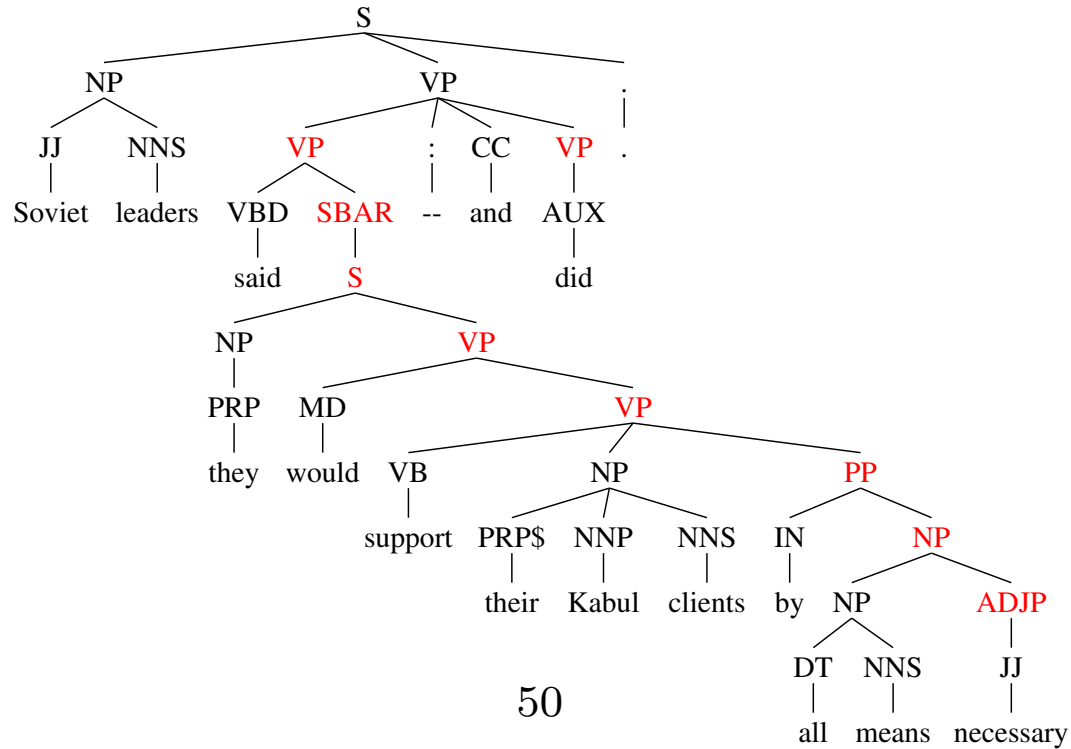 S
NP VP .
JJ NNS VP : CC VP .
Soviet leaders VBD SBAR -- and AUX
said S did
NP VP
PRP MD VP
they would VB NP PP
support PRP$ NNP NNS IN NP
their Kabul clients by NP ADJP
DT NNS JJ
50
all means necessary